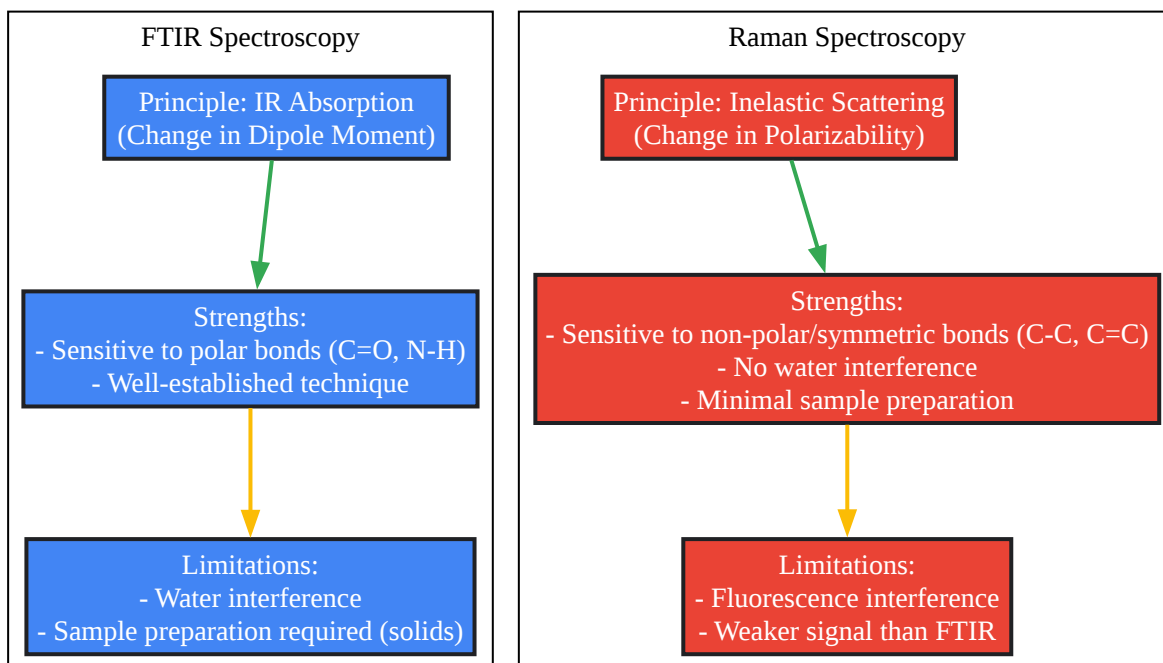 FTIR Spectroscopy
Principle: IR Absorption
(Change in Dipole Moment)
Strengths:
- Sensitive to polar bonds (C=O, N-H)
- Well-established technique
Limitations:
- Water interference
- Sample preparation required (solids)
Raman Spectroscopy
Principle: Inelastic Scattering
(Change in Polarizability)
Strengths:
- Sensitive to non-polar/symmetric bonds (C-C, C=C)
- No water interference
- Minimal sample preparation
Limitations:
- Fluorescence interference
- Weaker signal than FTIR